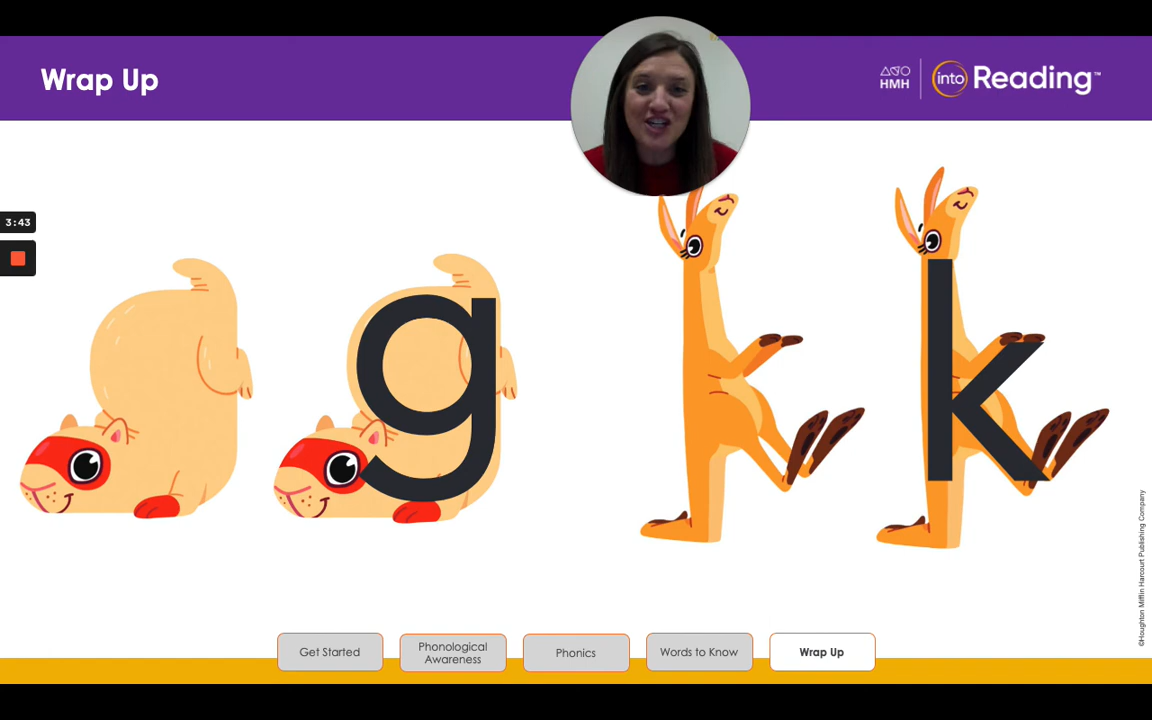 Wrap Up
HMH
into Reading™
3:43
g
k
©Houghton Mifflin Harcourt Publishing Company
Get Started
Phonological
Awareness
Phonics
Words to Know
Wrap Up